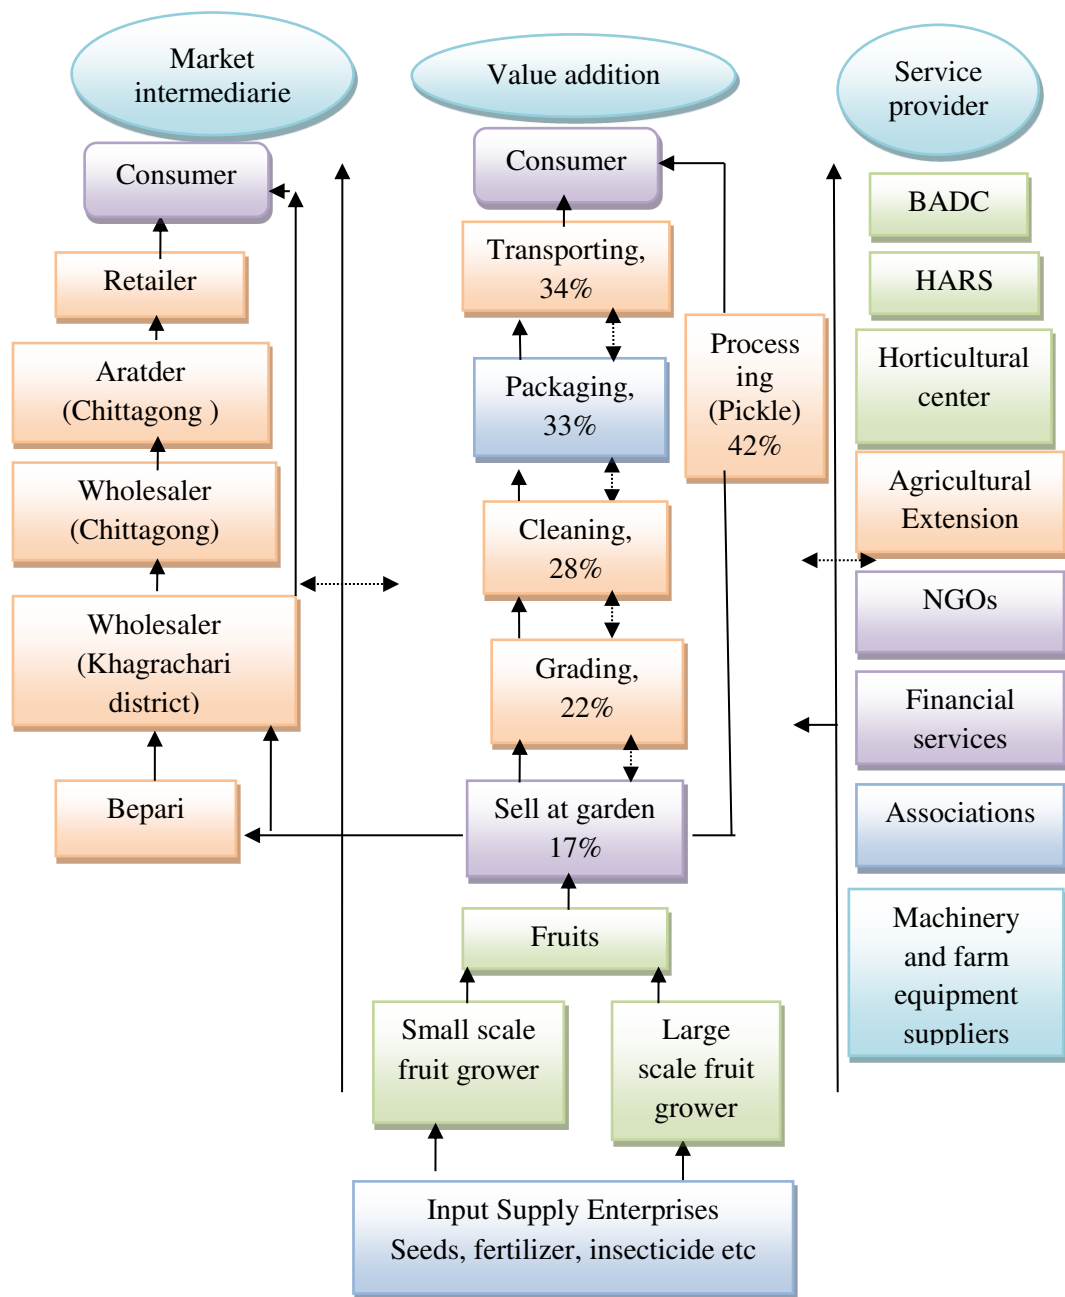 Market
intermediarie
Consumer
Retailer
Aratder
(Chittagong )
Wholesaler
(Chittagong)
Wholesaler
(Khagrachari
district)
Bepari
Value addition
Consumer
Transporting,
34%
Packaging,
33%
Cleaning,
28%
Grading,
22%
Sell at garden
17%
Process
ing
(Pickle)
42%
Fruits
Small scale
fruit grower
Large
scale fruit
grower
Input Supply Enterprises
Seeds, fertilizer, insecticide etc
Service
provider
BADC
HARS
Horticultural
center
Agricultural
Extension
NGOs
Financial
services
Associations
Machinery
and farm
equipment
suppliers